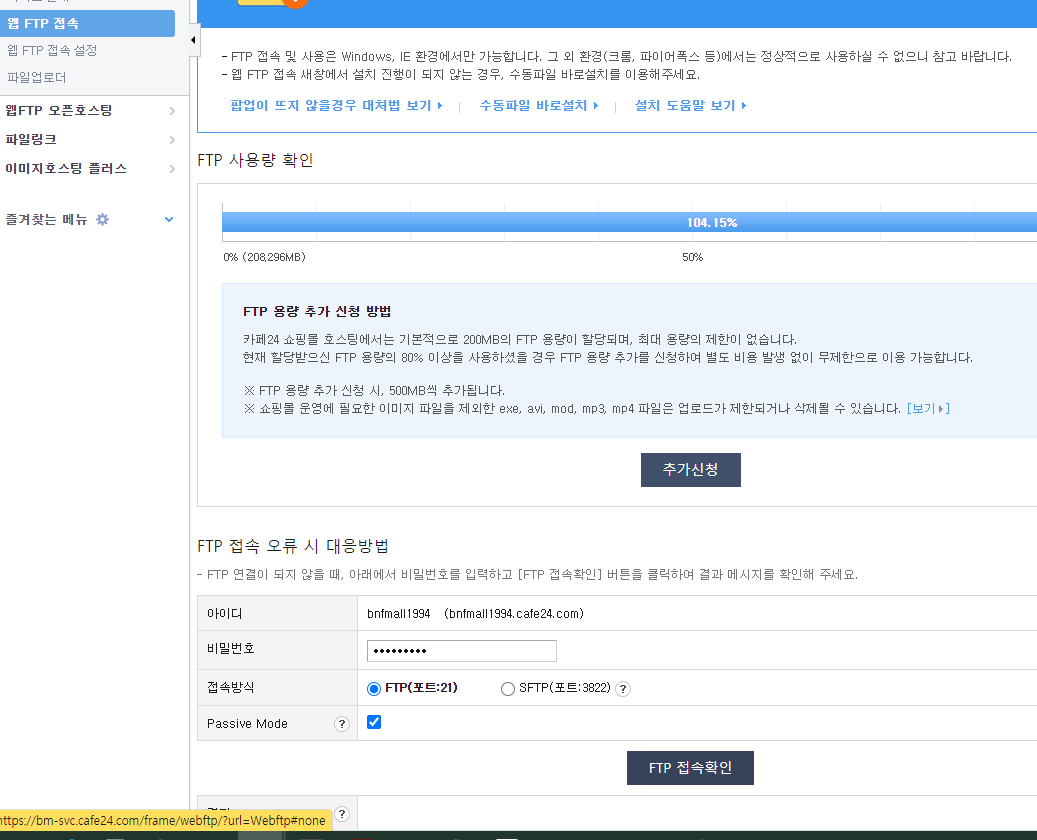 웹 FTP 접속
웹 FTP 접속 설정
파일업로더
웹FTP 오픈호스팅
파일링크
이미지호스팅 플러스
즐겨찾는 메뉴
- FTP 접속 및 사용은 Windows, IE 환경에서만 가능합니다. 그 외 환경(크롬, 파이어폭스 등)에서는 정상적으로 사용하실 수 없으니 참고 바랍니다.
- 웹 FTP 접속 새창에서 설치 진행이 되지 않는 경우, 수동파일 바로설치를 이용해주세요.
팝업이 뜨지 않을경우 대처법 보기 | 수동파일 바로설치 | 설치 도움말 보기
FTP 사용량 확인
104.15%
0% (208,296MB) 50%
FTP 용량 추가 신청 방법
카페24 쇼핑몰 호스팅에서는 기본적으로 200MB의 FTP 용량이 할당되며, 최대 용량의 제한이 없습니다.
현재 할당받으신 FTP 용량의 80% 이상을 사용하셨을 경우 FTP 용량 추가를 신청하여 별도 비용 발생 없이 무제한으로 이용 가능합니다.
※ FTP 용량 추가 신청 시, 500MB씩 추가됩니다.
※ 쇼핑몰 운영에 필요한 이미지 파일을 제외한 exe, avi, mod, mp3, mp4 파일은 업로드가 제한되거나 삭제될 수 있습니다. [보기]
추가신청
FTP 접속 오류 시 대응방법
- FTP 연결이 되지 않을 때, 아래에서 비밀번호를 입력하고 [FTP 접속확인] 버튼을 클릭하여 결과 메시지를 확인해 주세요.
아이디 bnfmall1994 (bnfmall1994.cafe24.com)
비밀번호 •••••••••
접속방식 FTP(포트:21) SFTP(포트:3822) ?
Passive Mode ?
FTP 접속확인
?
https://bm-svc.cafe24.com/frame/webftp/?url=Webftp#none